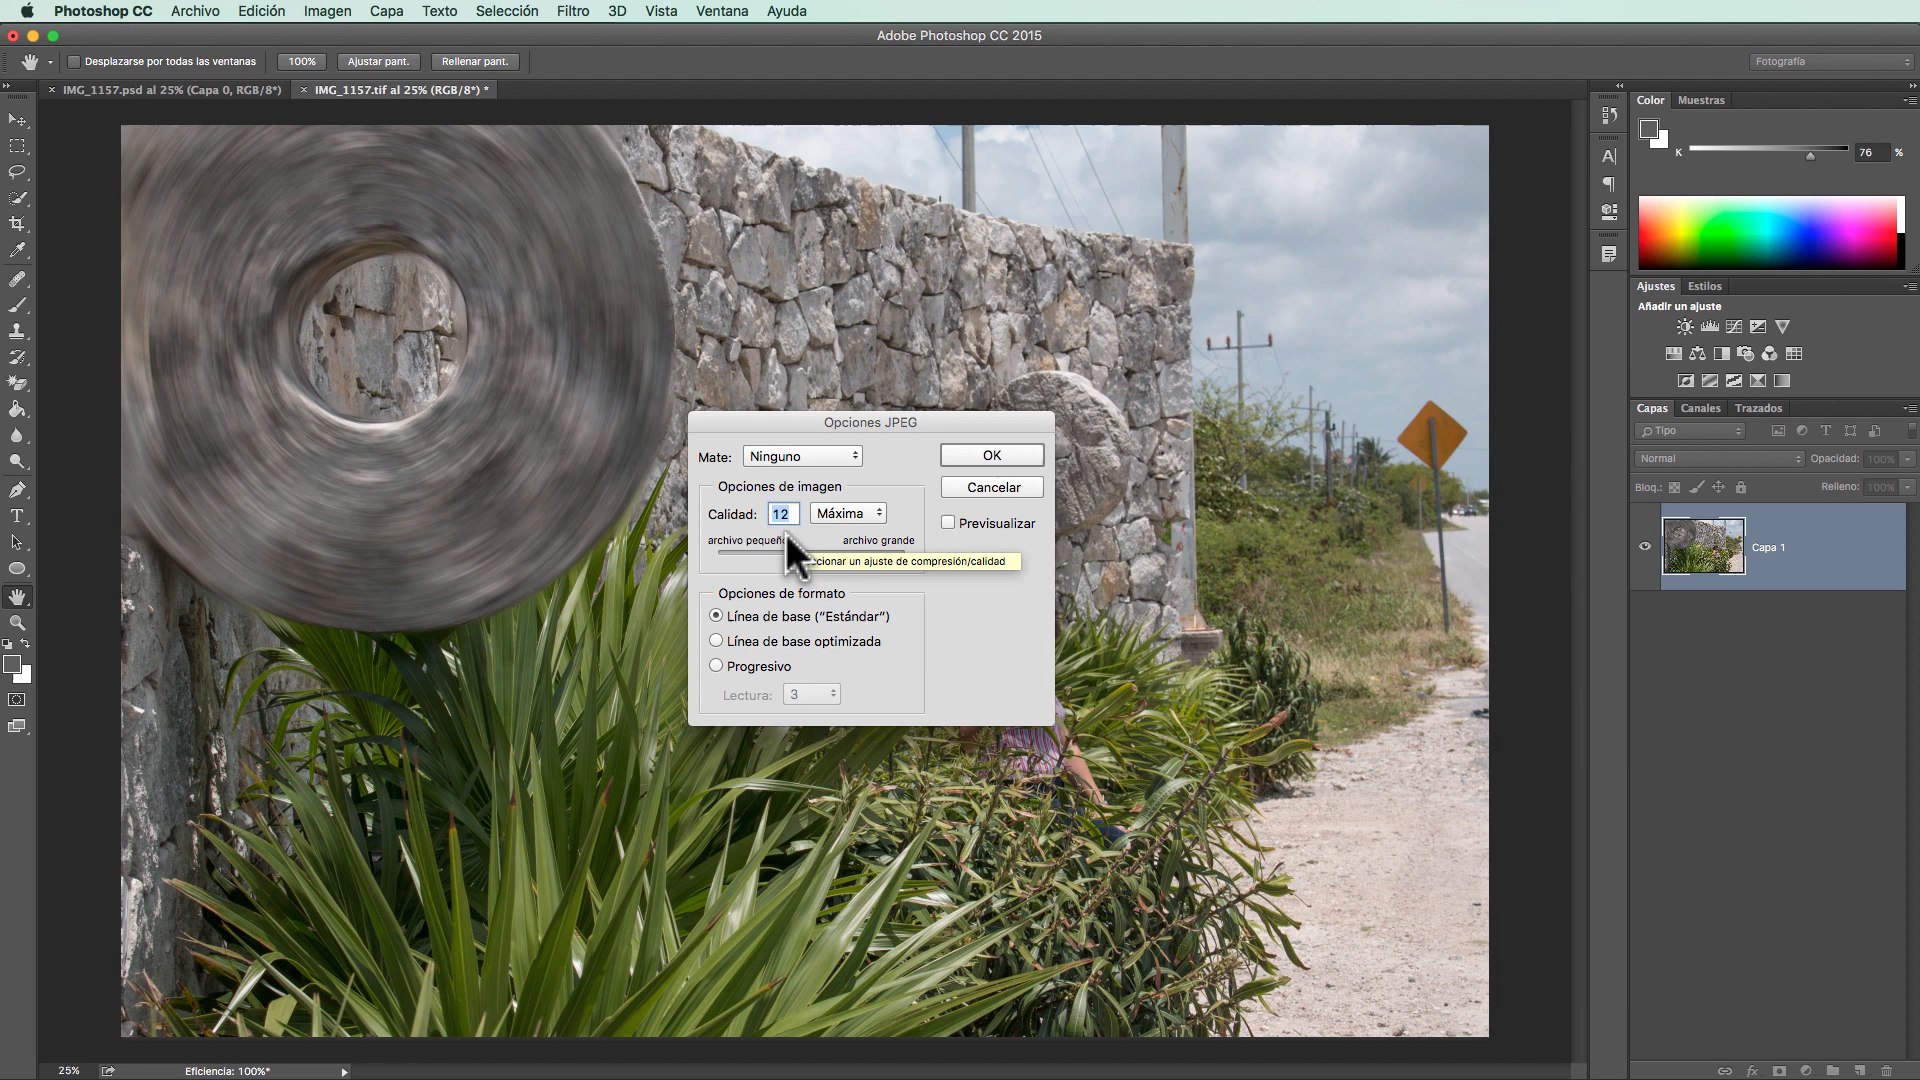 Photoshop CC Archivo Edición Imagen Capa Texto Selección Filtro 3D Vista Ventana Ayuda
Adobe Photoshop CC 2015
Desplazarse por todas las ventanas 100% Ajustar pant. Rellenar pant. Fotografía
IMG_1157.psd al 25% (Capa 0, RGB/8*) IMG_1157.tif al 25% (RGB/8*) *
Color Muestras
K 76 %
Ajustes Estilos
Añadir un ajuste
Capas Canales Trazados
Tipo
Normal Opacidad: 100%
Bloq.: Relleno: 100%
Capa 1
Opciones JPEG
Mate: Ninguno OK
Opciones de imagen Cancelar
Calidad: 12 Máxima Previsualizar
archivo pequeño archivo grande
un ajuste de compresión/calidad
Opciones de formato
Línea de base (“Estándar”)
Línea de base optimizada
Progresivo
Lectura: 3
25% Eficiencia: 100%*